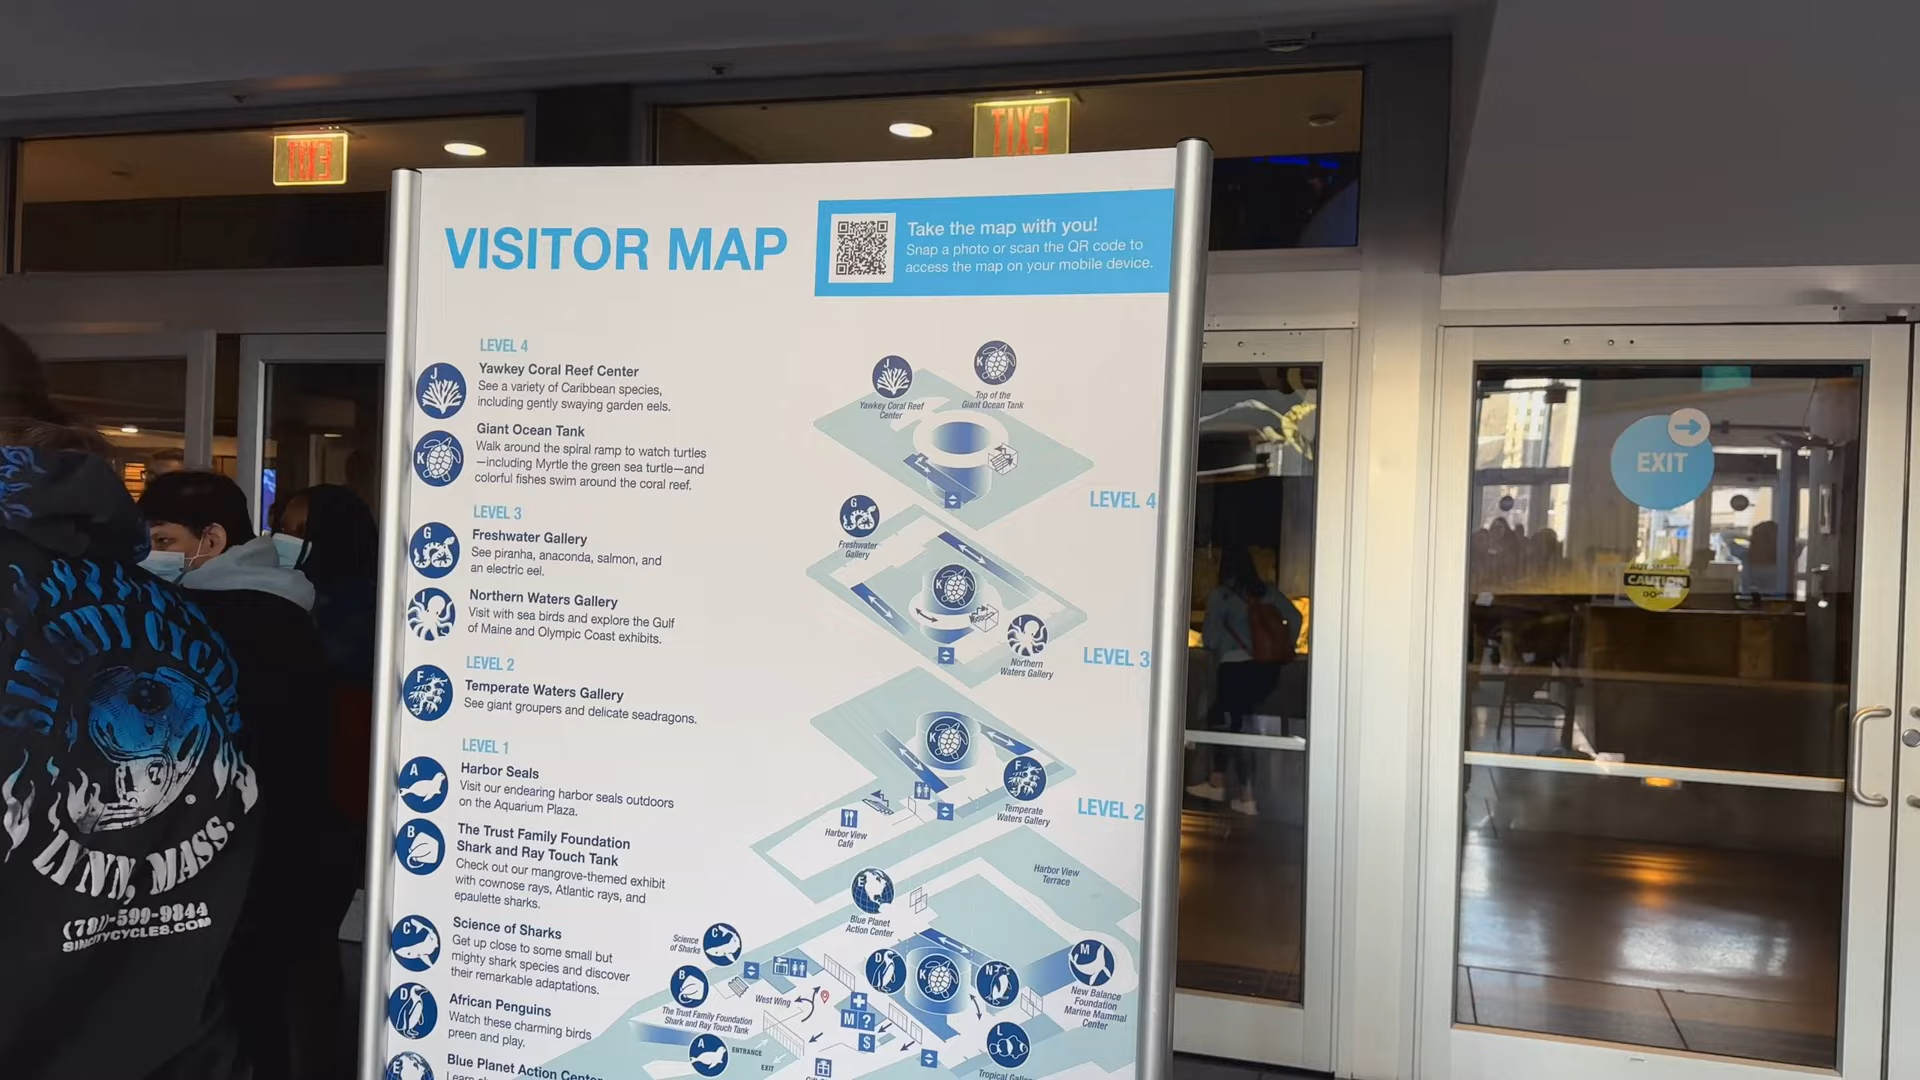 EXIT
EXIT
VISITOR MAP
Take the map with you!
Snap a photo or scan the QR code to
access the map on your mobile device.
LEVEL 4
J
Yawkey Coral Reef Center
See a variety of Caribbean species,
including gently swaying garden eels.
K
Giant Ocean Tank
Walk around the spiral ramp to watch turtles
—including Myrtle the green sea turtle—and
colorful fishes swim around the coral reef.
LEVEL 3
G
Freshwater Gallery
See piranha, anaconda, salmon, and
an electric eel.
I
Northern Waters Gallery
Visit with sea birds and explore the Gulf
of Maine and Olympic Coast exhibits.
LEVEL 2
F
Temperate Waters Gallery
See giant groupers and delicate seadragons.
LEVEL 1
A
Harbor Seals
Visit our endearing harbor seals outdoors
on the Aquarium Plaza.
B
The Trust Family Foundation
Shark and Ray Touch Tank
Check out our mangrove-themed exhibit
with cownose rays, Atlantic rays, and
epaulette sharks.
C
Science of Sharks
Get up close to some small but
mighty shark species and discover
their remarkable adaptations.
D
African Penguins
Watch these charming birds
preen and play.
E
Blue Planet Action Center
J
Yawkey Coral Reef
Center
K
Top of the
Giant Ocean Tank
LEVEL 4
G
Freshwater
Gallery
K
I
Northern
Waters Gallery
LEVEL 3
K
F
Temperate
Waters Gallery
LEVEL 2
Harbor View
Café
Harbor View
Terrace
E
Blue Planet
Action Center
C
Science
of Sharks
B
The Trust Family Foundation
Shark and Ray Touch Tank
West Wing
D
K
N
M
New Balance
Foundation
Marine Mammal
Center
M ?
$
A
ENTRANCE
EXIT
L
Tropical
EXIT
CAUTION
DOOR
SIN CITY CYCLES
7
®
LYNN, MASS.
(781)-599-9844
SINCITYCYCLES.COM